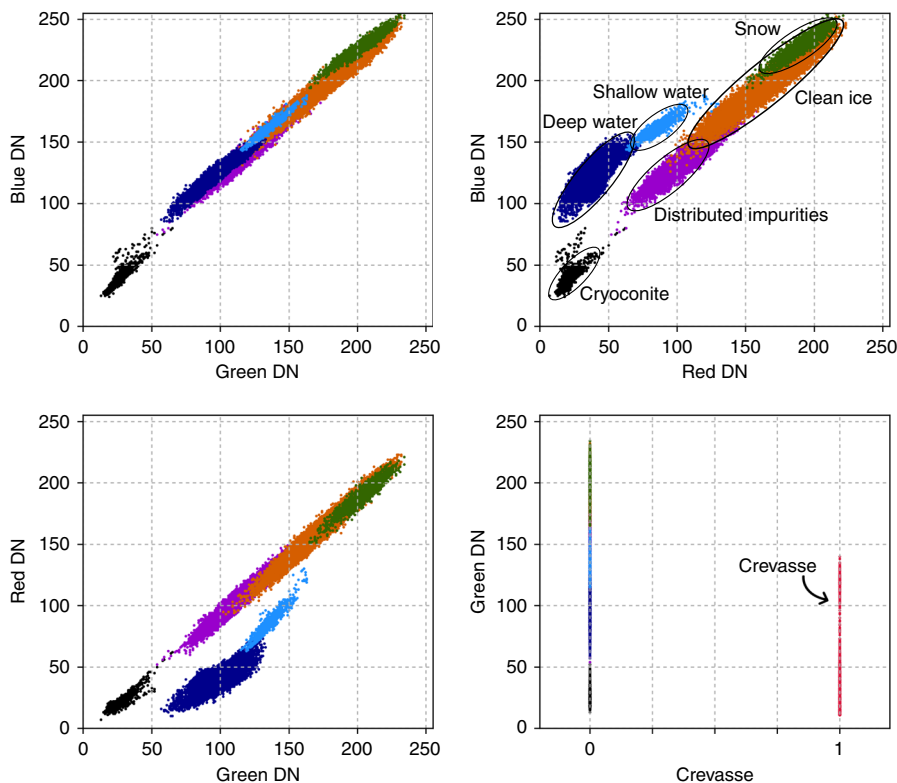 250
200
150
100
50
0
Blue DN
0
50
100
150
200
250
Green DN
250
200
150
100
50
0
Blue DN
Snow
Shallow water
Clean ice
Deep water
Distributed impurities
Cryoconite
0
50
100
150
200
250
Red DN
250
200
150
100
50
0
Red DN
0
50
100
150
200
250
Green DN
250
200
150
100
50
0
Green DN
Crevasse
0
1
Crevasse